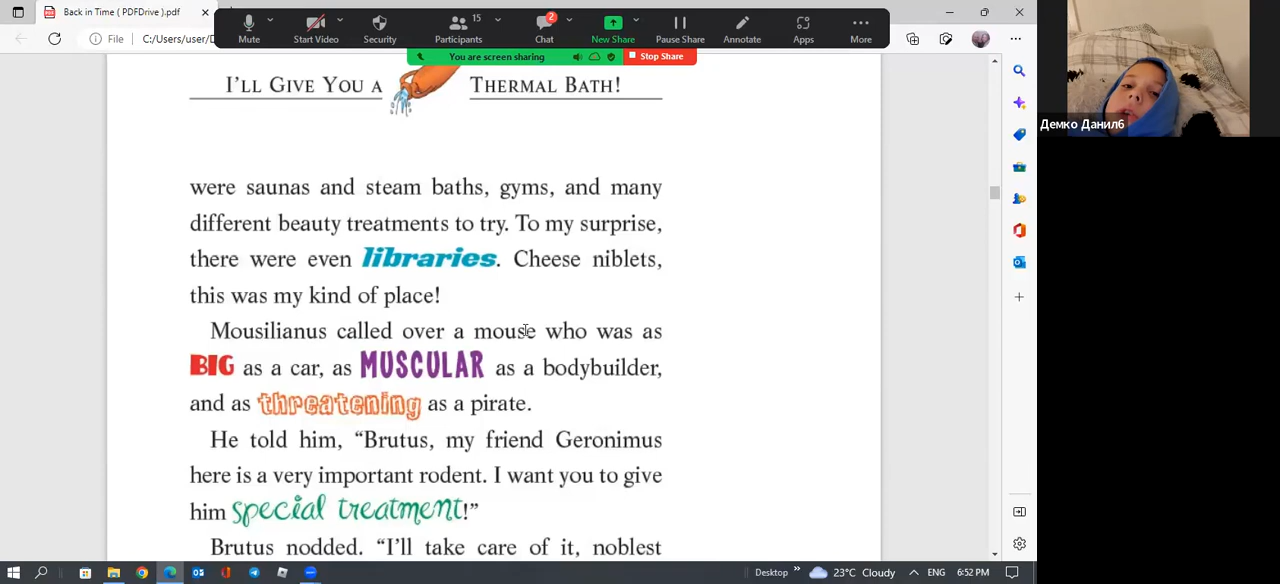 Back in Time ( PDFDrive ).pdf
File C:/Users/user/D
Mute Start Video Security Participants 15 Chat 2 New Share Pause Share Annotate Apps More
You are screen sharing Stop Share
I'LL GIVE YOU A THERMAL BATH!
Демко Данил6
were saunas and steam baths, gyms, and many
different beauty treatments to try. To my surprise,
there were even libraries. Cheese niblets,
this was my kind of place!
Mousilianus called over a mouse who was as
BIG as a car, as MUSCULAR as a bodybuilder,
and as threatening as a pirate.
He told him, “Brutus, my friend Geronimus
here is a very important rodent. I want you to give
him special treatment!”
Brutus nodded. “I'll take care of it, noblest
Desktop 23°C Cloudy ENG 6:52 PM